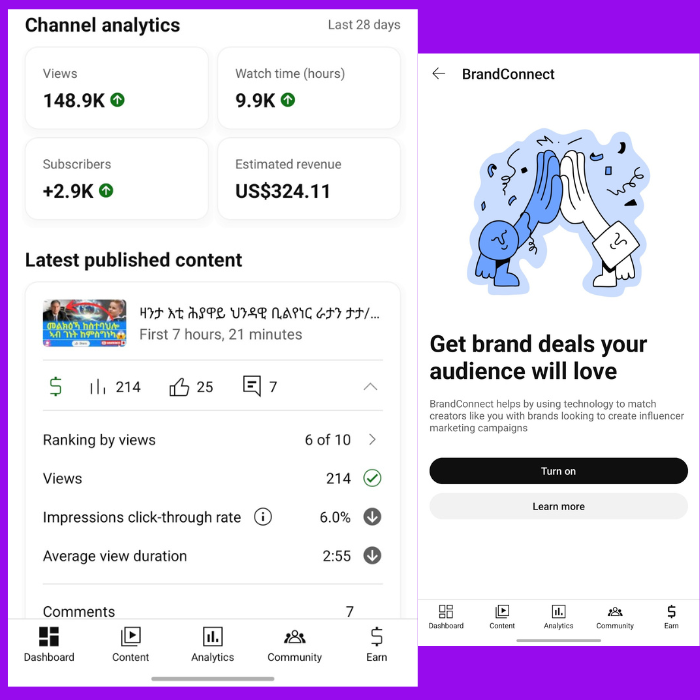 Channel analytics
Last 28 days
Views
148.9K
Watch time (hours)
9.9K
Subscribers
+2.9K
Estimated revenue
US$324.11
Latest published content
ዛንታ እቲ ሕያዋይ ህንዳዊ ቢልየነር ራታን ታታ/...
First 7 hours, 21 minutes
214
25
7
Ranking by views
6 of 10
Views
214
Impressions click-through rate
6.0%
Average view duration
2:55
Comments
7
Dashboard
Content
Analytics
Community
Earn
BrandConnect
Get brand deals your
audience will love
BrandConnect helps by using technology to match
creators like you with brands looking to create influencer
marketing campaigns
Turn on
Learn more
Dashboard
Content
Analytics
Community
Earn